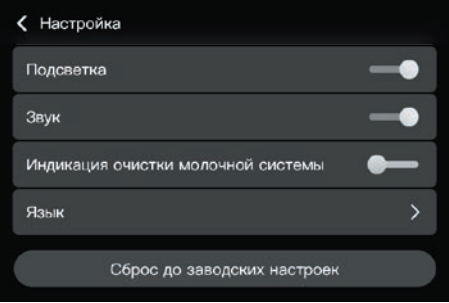 Настройка
Подсветка
Звук
Индикация очистки молочной системы
Язык
Сброс до заводских настроек